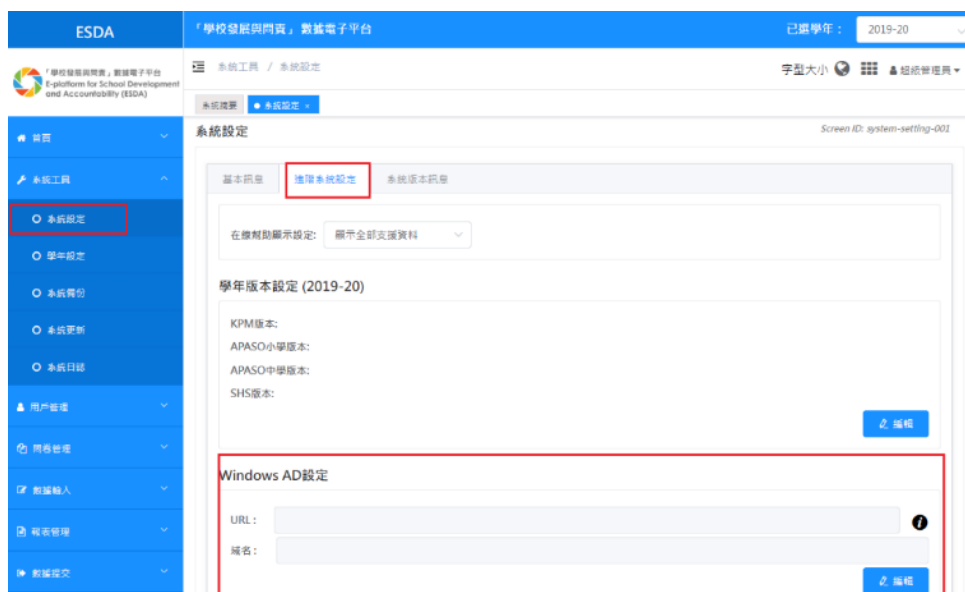 ESDA
「學校發展與問責」數據電子平台
已選學年： 2019-20
「學校發展與問責」數據電子平台
E-platform for School Development
and Accountability (ESDA)
系統工具 / 系統設定
字型大小
超級管理員
系統摘要
系統設定 ×
系統設定
Screen ID: system-setting-001
首頁
系統工具
系統設定
學年設定
系統備份
系統更新
系統日誌
用戶管理
問卷管理
數據輸入
報表管理
數據提交
基本訊息
進階系統設定
系統版本訊息
在線幫助顯示設定: 顯示全部支援資料
學年版本設定 (2019-20)
KPM版本:
APASO小學版本:
APASO中學版本:
SHS版本:
編輯
Windows AD設定
URL :
域名 :
編輯